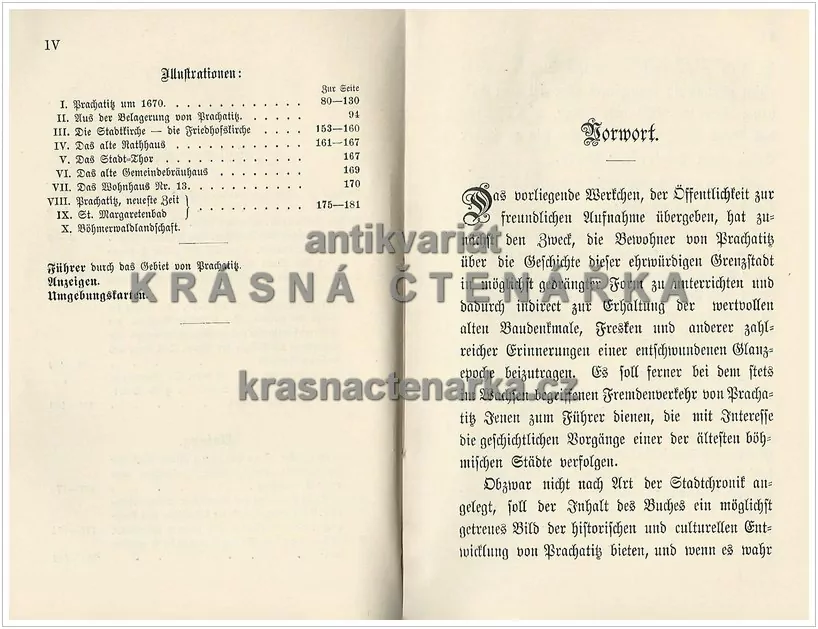 IV
Illustrationen:
Zur Seite
I. Prachatitz um 1670. . . . . . . . . . . . . 80—130
II. Aus der Belagerung von Prachatitz. . . . . . 94
III. Die Stadtkirche — die Friedhofskirche . . . . 153—160
IV. Das alte Rathhaus . . . . . . . . . . . . 161—167
V. Das Stadt-Thor . . . . . . . . . . . . . 167
VI. Das alte Gemeindebräuhaus . . . . . . . . 169
VII. Das Wohnhaus Nr. 13. . . . . . . . . . . 170
VIII. Prachatitz, neueste Zeit
IX. St. Margaretenbad } . . . . . . . . . . 175—181
X. Böhmerwaldlandschaft.
Führer durch das Gebiet von Prachatitz.
Anzeigen.
Umgebungskarten.
Vorwort.
Das vorliegende Werkchen, der Öffentlichkeit zur
freundlichen Aufnahme übergeben, hat zu-
nächst den Zweck, die Bewohner von Prachatitz
über die Geschichte dieser ehrwürdigen Grenzstadt
in möglichst gedrängter Form zu unterrichten und
dadurch indirect zur Erhaltung der wertvollen
alten Baudenkmale, Fresken und anderer zahl-
reicher Erinnerungen einer entschwundenen Glanz-
epoche beizutragen. Es soll ferner bei dem stets
im Wachsen begriffenen Fremdenverkehr von Pracha-
titz Jenen zum Führer dienen, die mit Interesse
die geschichtlichen Vorgänge einer der ältesten böh-
mischen Städte verfolgen.
Obzwar nicht nach Art der Stadtchronik an-
gelegt, soll der Inhalt des Buches ein möglichst
getreues Bild der historischen und culturellen Ent-
wicklung von Prachatitz bieten, und wenn es wahr
antikvariát
KRÁSNÁ ČTENÁŘKA
krasnactenarka.cz